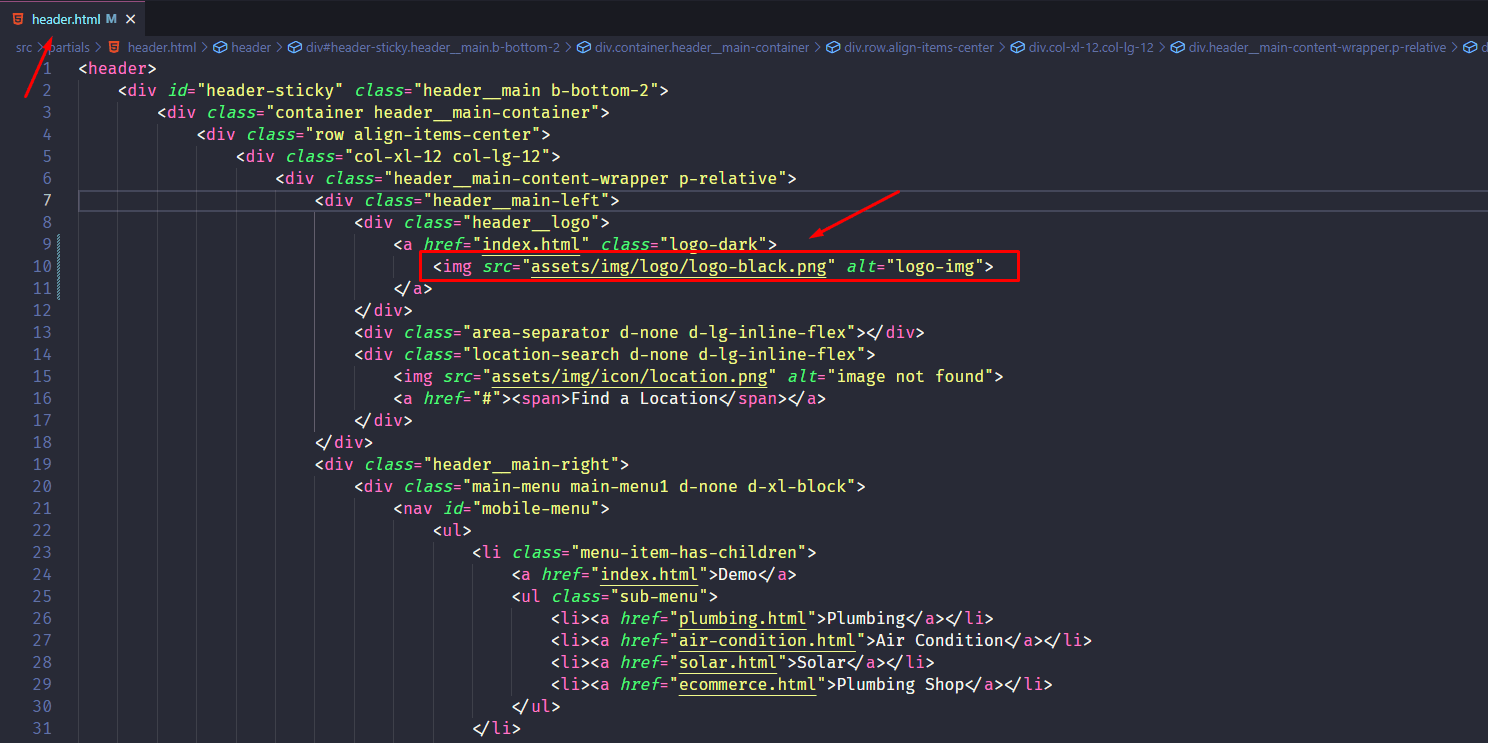 header.html M ×
src > partials > header.html > header > div#header-sticky.header__main.b-bottom-2 > div.container.header__main-container > div.row.align-items-center > div.col-xl-12.col-lg-12 > div.header__main-content-wrapper.p-relative > d
1 <header>
2 <div id="header-sticky" class="header__main b-bottom-2">
3 <div class="container header__main-container">
4 <div class="row align-items-center">
5 <div class="col-xl-12 col-lg-12">
6 <div class="header__main-content-wrapper p-relative">
7 <div class="header__main-left">
8 <div class="header__logo">
9 <a href="index.html" class="logo-dark">
10 <img src="assets/img/logo/logo-black.png" alt="logo-img">
11 </a>
12 </div>
13 <div class="area-separator d-none d-lg-inline-flex"></div>
14 <div class="location-search d-none d-lg-inline-flex">
15 <img src="assets/img/icon/location.png" alt="image not found">
16 <a href="#"><span>Find a Location</span></a>
17 </div>
18 </div>
19 <div class="header__main-right">
20 <div class="main-menu main-menu1 d-none d-xl-block">
21 <nav id="mobile-menu">
22 <ul>
23 <li class="menu-item-has-children">
24 <a href="index.html">Demo</a>
25 <ul class="sub-menu">
26 <li><a href="plumbing.html">Plumbing</a></li>
27 <li><a href="air-condition.html">Air Condition</a></li>
28 <li><a href="solar.html">Solar</a></li>
29 <li><a href="ecommerce.html">Plumbing Shop</a></li>
30 </ul>
31 </li>